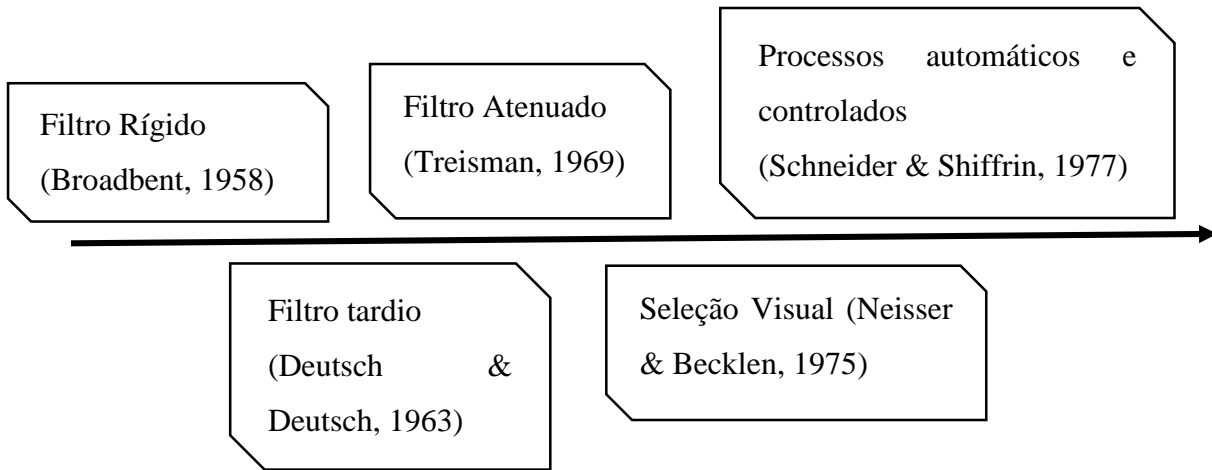 Filtro Rígido
(Broadbent, 1958)
Filtro tardio
(Deutsch &
Deutsch, 1963)
Filtro Atenuado
(Treisman, 1969)
Seleção Visual (Neisser
& Becklen, 1975)
Processos automáticos e
controlados
(Schneider & Shiffrin, 1977)